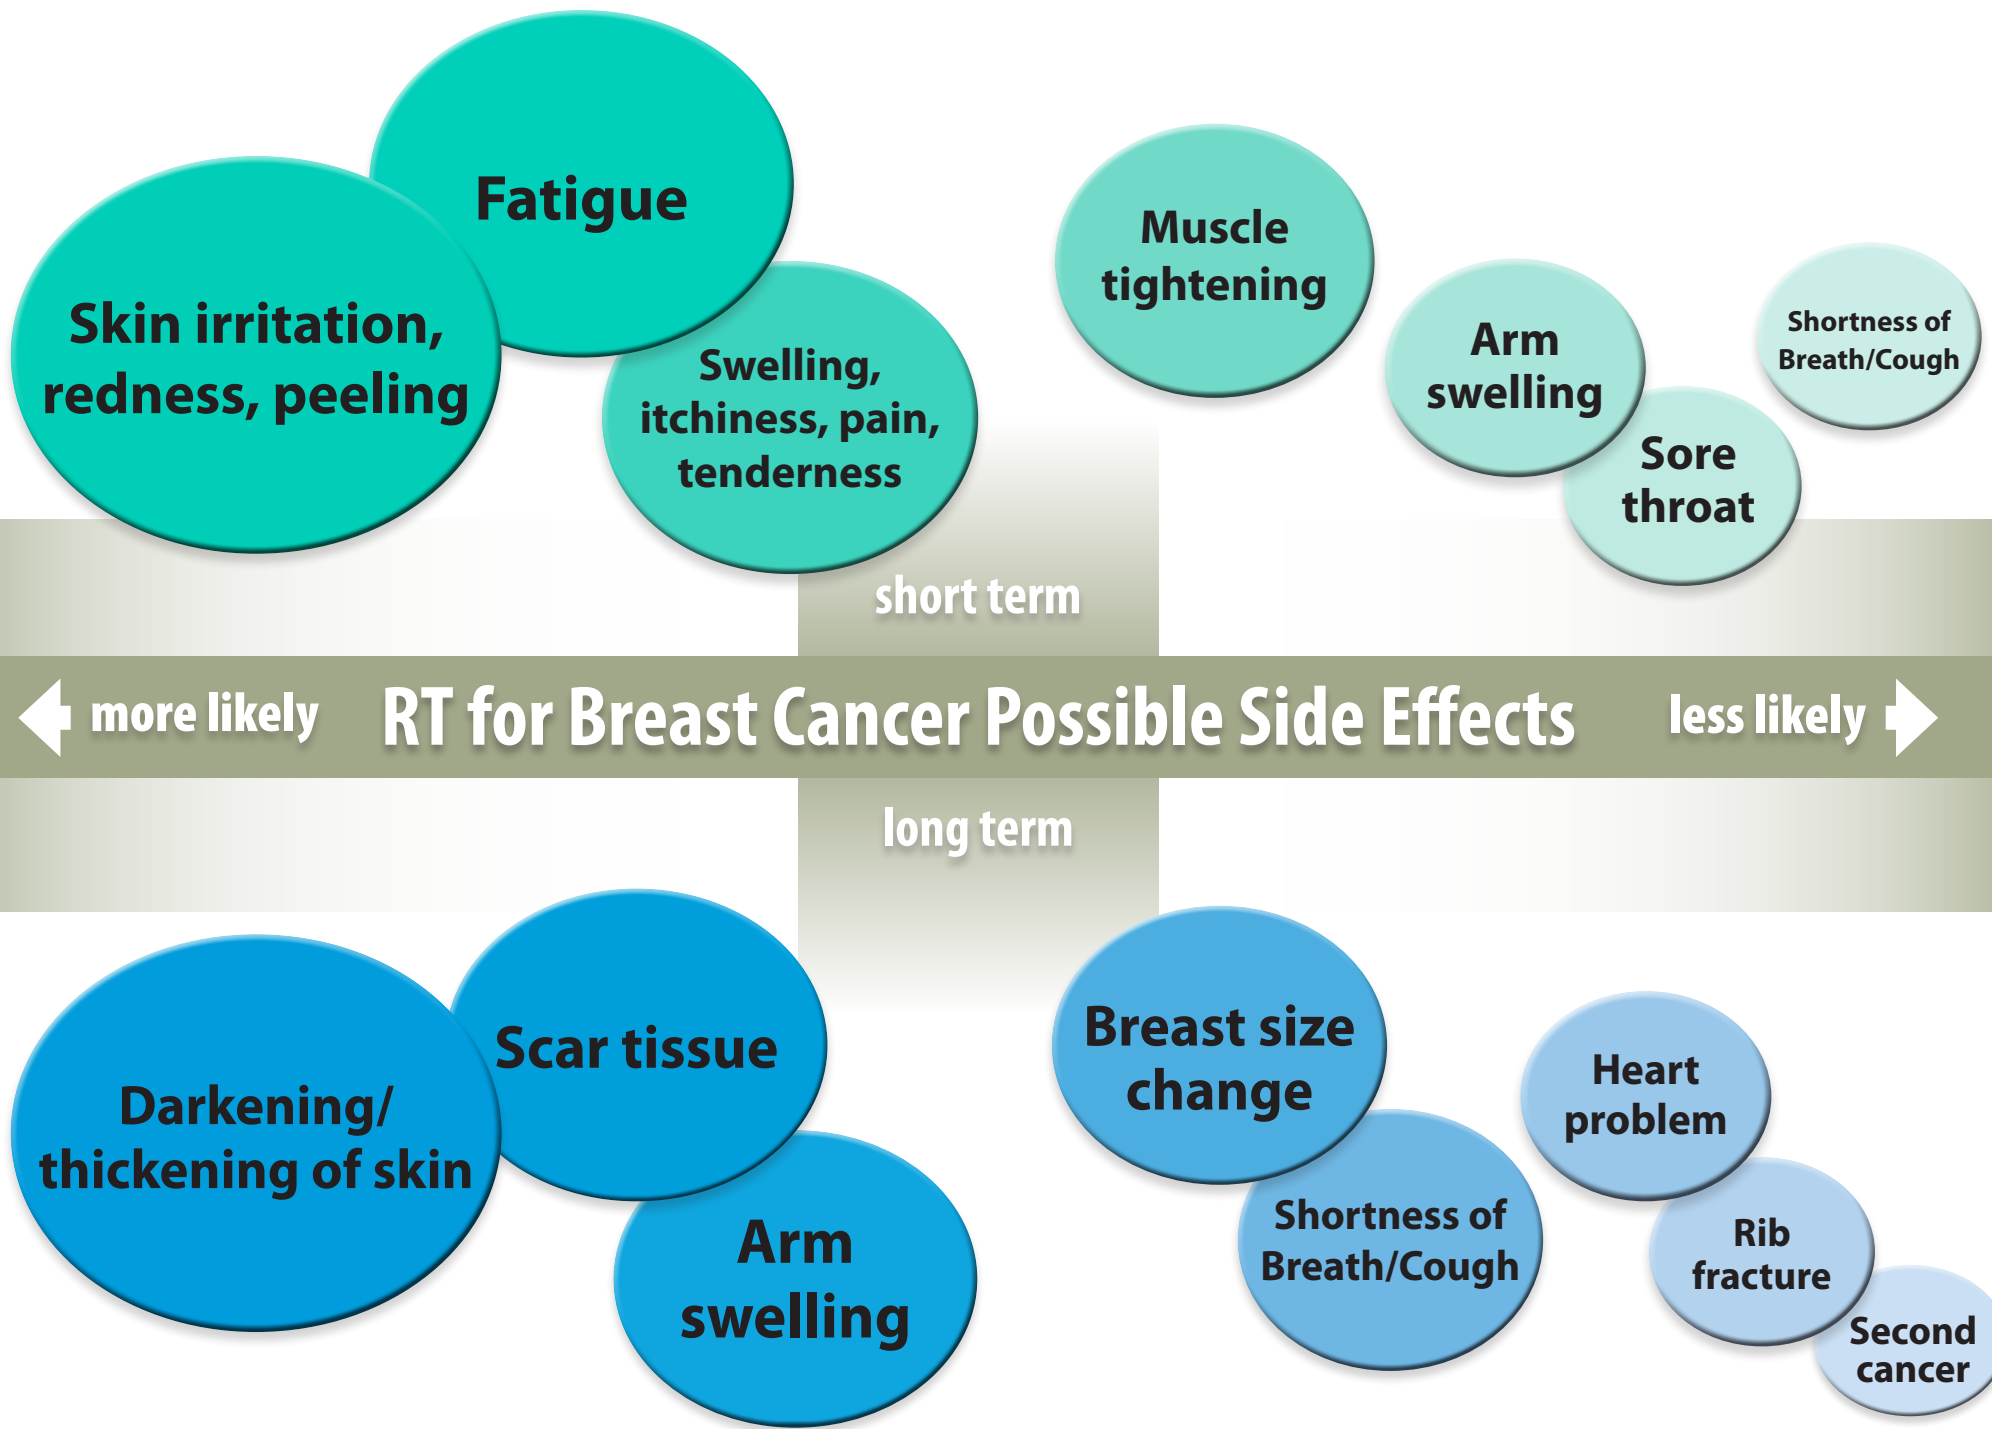 Fatigue
Skin irritation,
redness, peeling
Swelling,
itchiness, pain,
tenderness
Muscle
tightening
Arm
swelling
Sore
throat
Shortness of
Breath/Cough
short term
more likely
RT for Breast Cancer Possible Side Effects
less likely
long term
Darkening/
thickening of skin
Scar tissue
Arm
swelling
Breast size
change
Shortness of
Breath/Cough
Heart
problem
Rib
fracture
Second
cancer